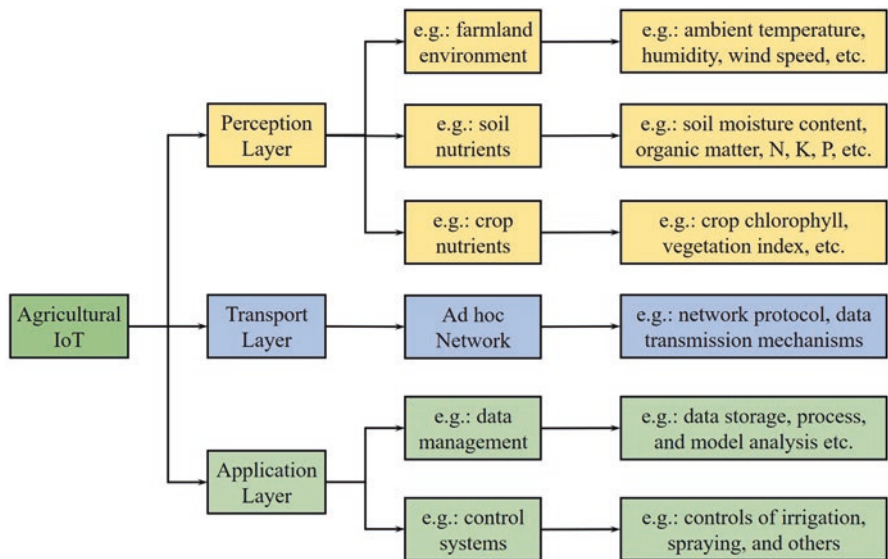 e.g.: farmland
environment
e.g.: ambient temperature,
humidity, wind speed, etc.
Perception
Layer
e.g.: soil
nutrients
e.g.: soil moisture content,
organic matter, N, K, P, etc.
e.g.: crop
nutrients
e.g.: crop chlorophyll,
vegetation index, etc.
Agricultural
IoT
Transport
Layer
Ad hoc
Network
e.g.: network protocol, data
transmission mechanisms
Application
Layer
e.g.: data
management
e.g.: data storage, process,
and model analysis etc.
e.g.: control
systems
e.g.: controls of irrigation,
spraying, and others